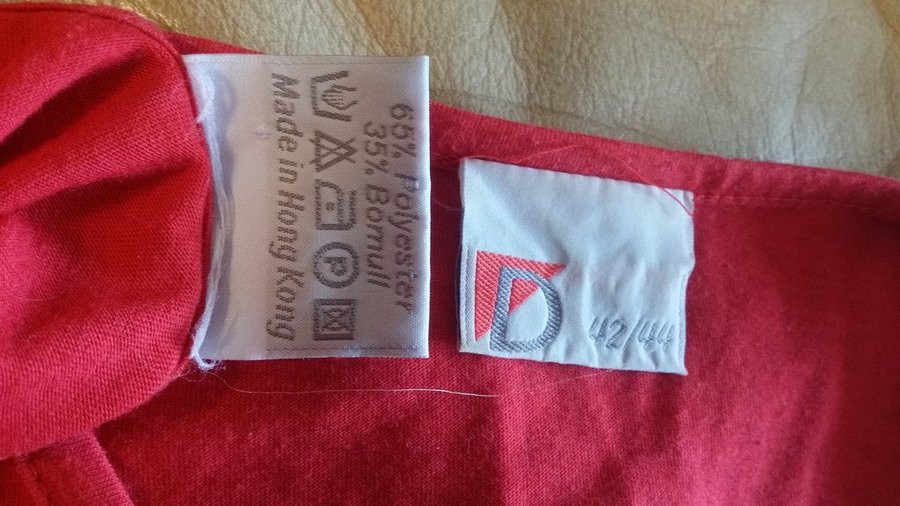 65% Polyester
35% Bomull
P
Made in Hong Kong
D
42/44